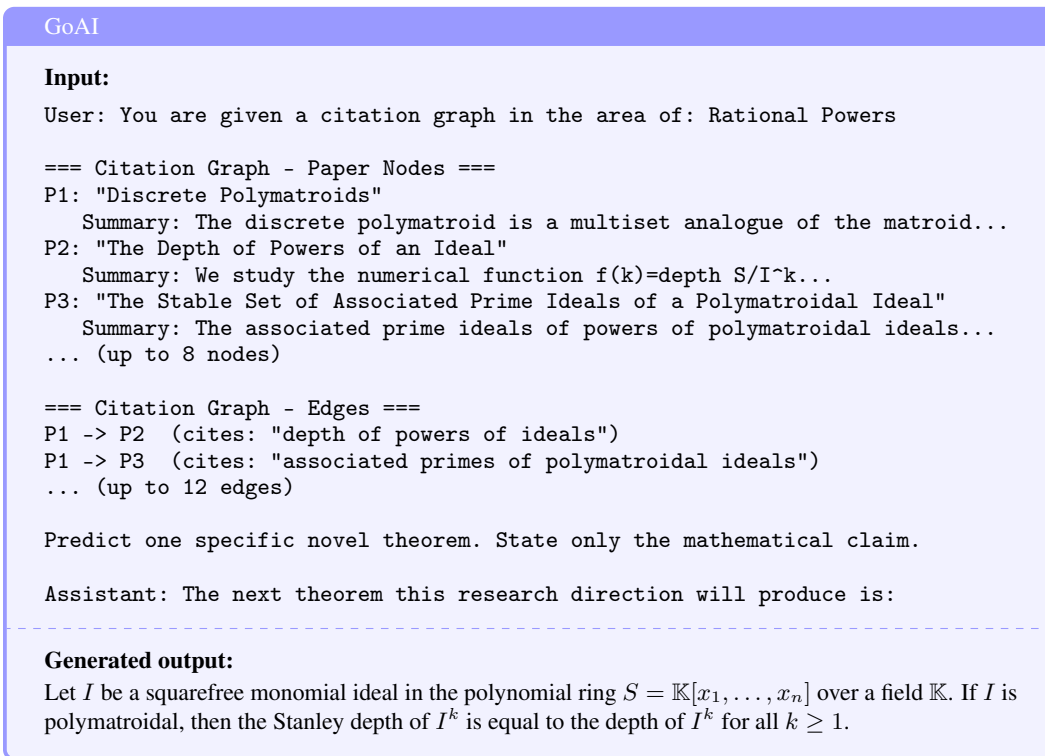 GoAI
Input:
User: You are given a citation graph in the area of: Rational Powers
=== Citation Graph - Paper Nodes ===
P1: "Discrete Polymatroids"
Summary: The discrete polymatroid is a multiset analogue of the matroid...
P2: "The Depth of Powers of an Ideal"
Summary: We study the numerical function f(k)=depth S/I^k...
P3: "The Stable Set of Associated Prime Ideals of a Polymatroidal Ideal"
Summary: The associated prime ideals of powers of polymatroidal ideals...
... (up to 8 nodes)
=== Citation Graph - Edges ===
P1 -> P2 (cites: "depth of powers of ideals")
P1 -> P3 (cites: "associated primes of polymatroidal ideals")
... (up to 12 edges)
Predict one specific novel theorem. State only the mathematical claim.
Assistant: The next theorem this research direction will produce is:
Generated output:
Let I be a squarefree monomial ideal in the polynomial ring S = 𝕂[x₁, . . . , xₙ] over a field 𝕂. If I is
polymatroidal, then the Stanley depth of Iᵏ is equal to the depth of Iᵏ for all k ≥ 1.